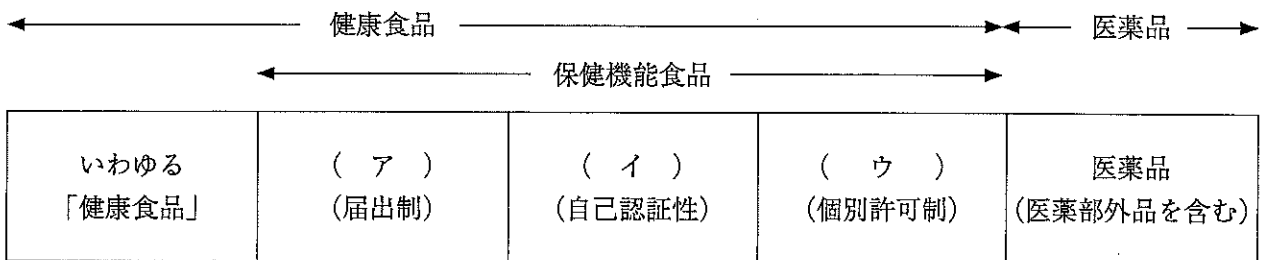 健康食品
医薬品
保健機能食品
いわゆる
「健康食品」
( ア )
(届出制)
( イ )
(自己認証性)
( ウ )
(個別許可制)
医薬品
(医薬部外品を含む)